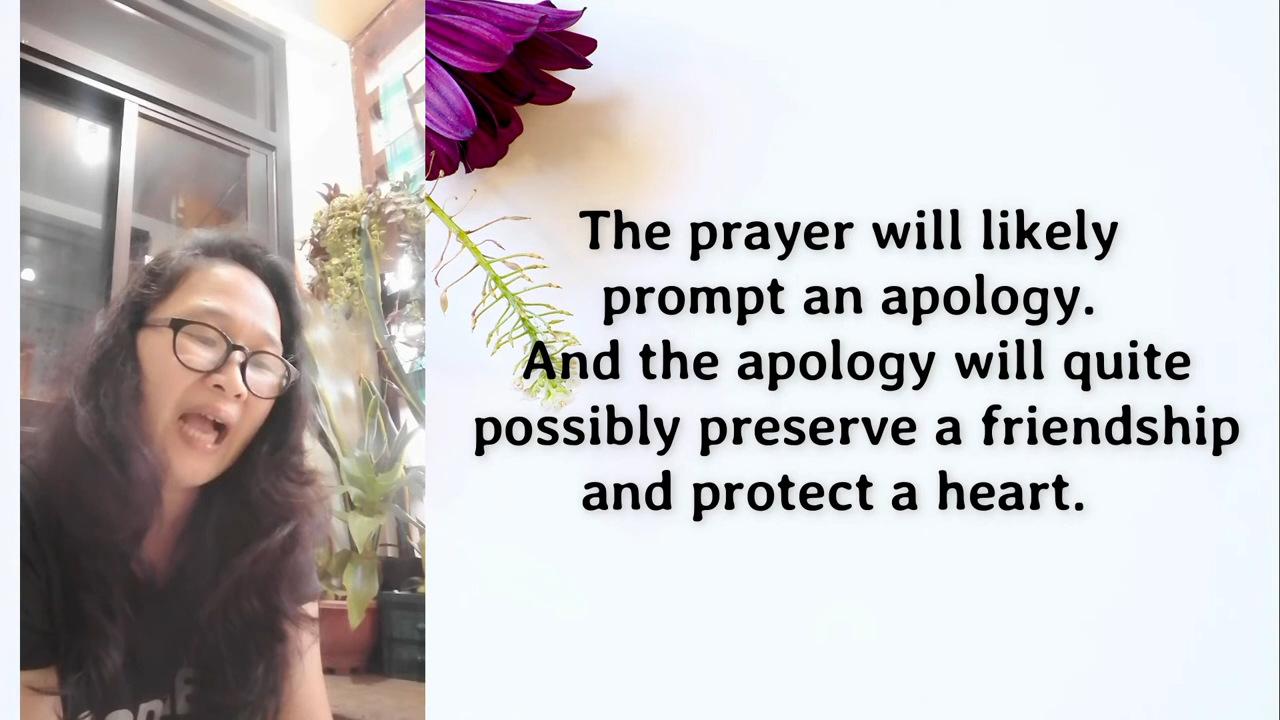 The prayer will likely
prompt an apology.
And the apology will quite
possibly preserve a friendship
and protect a heart.